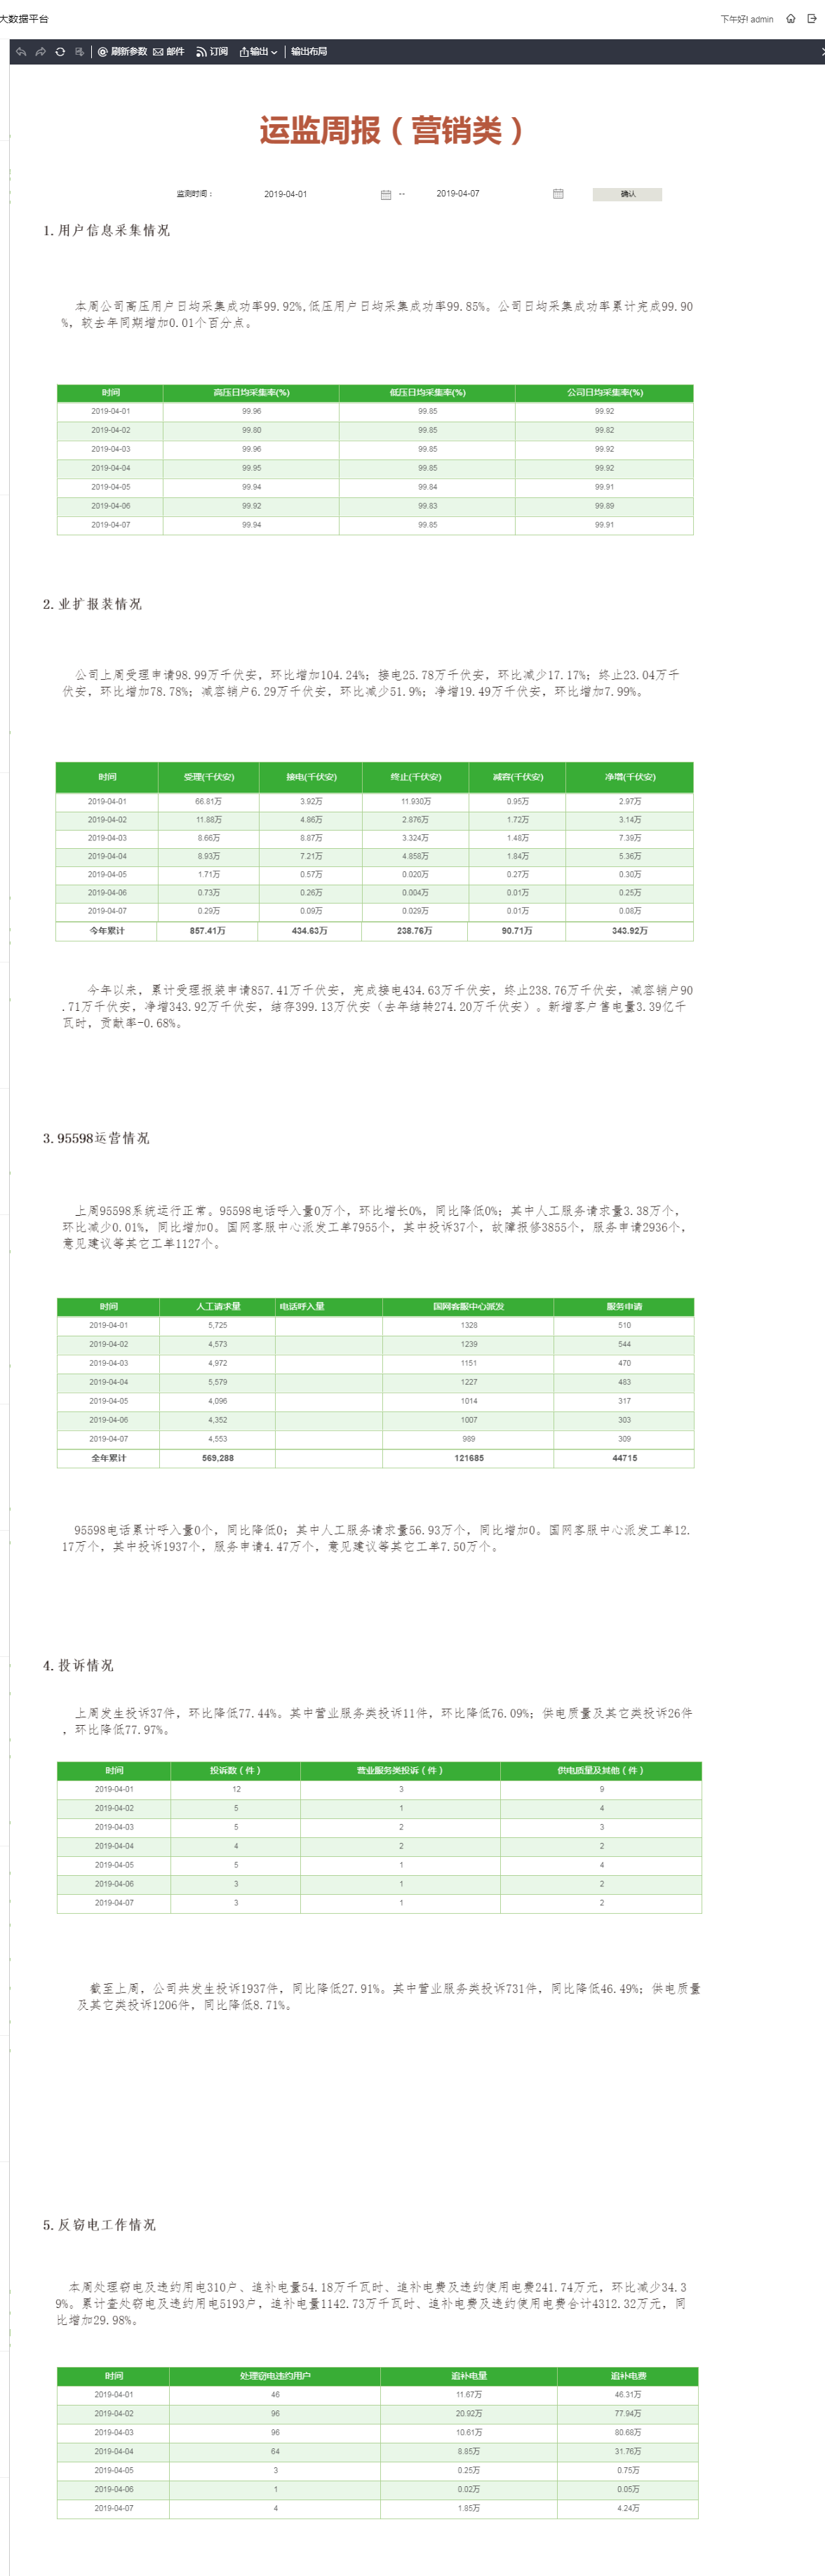 大数据平台 下午好! admin
刷新参数 邮件 订阅 输出 输出布局
运监周报（营销类）
监测时间： 2019-04-01 -- 2019-04-07 确认
1.用户信息采集情况
本周公司高压用户日均采集成功率99.92%,低压用户日均采集成功率99.85%。公司日均采集成功率累计完成99.90
%，较去年同期增加0.01个百分点。
时间 高压日均采集率(%) 低压日均采集率(%) 公司日均采集率(%)
2019-04-01 99.96 99.85 99.92
2019-04-02 99.80 99.85 99.82
2019-04-03 99.96 99.85 99.92
2019-04-04 99.95 99.85 99.92
2019-04-05 99.94 99.84 99.91
2019-04-06 99.92 99.83 99.89
2019-04-07 99.94 99.85 99.91
2.业扩报装情况
公司上周受理申请98.99万千伏安，环比增加104.24%；接电25.78万千伏安，环比减少17.17%；终止23.04万千
伏安，环比增加78.78%；减容销户6.29万千伏安，环比减少51.9%；净增19.49万千伏安，环比增加7.99%。
时间 受理(千伏安) 接电(千伏安) 终止(千伏安) 减容(千伏安) 净增(千伏安)
2019-04-01 66.81万 3.92万 11.930万 0.95万 2.97万
2019-04-02 11.88万 4.86万 2.876万 1.72万 3.14万
2019-04-03 8.66万 8.87万 3.324万 1.48万 7.39万
2019-04-04 8.93万 7.21万 4.858万 1.84万 5.36万
2019-04-05 1.71万 0.57万 0.020万 0.27万 0.30万
2019-04-06 0.73万 0.26万 0.004万 0.01万 0.25万
2019-04-07 0.29万 0.09万 0.029万 0.01万 0.08万
今年累计 857.41万 434.63万 238.76万 90.71万 343.92万
今年以来，累计受理报装申请857.41万千伏安，完成接电434.63万千伏安，终止238.76万千伏安，减容销户90
.71万千伏安，净增343.92万千伏安，结存399.13万千伏安（去年结转274.20万千伏安）。新增客户售电量3.39亿千
瓦时，贡献率-0.68%。
3.95598运营情况
上周95598系统运行正常。95598电话呼入量0万个，环比增长0%，同比降低0%；其中人工服务请求量3.38万个，
环比减少0.01%，同比增加0。国网客服中心派发工单7955个，其中投诉37个，故障报修3855个，服务申请2936个，
意见建议等其它工单1127个。
时间 人工请求量 电话呼入量 国网客服中心派发 服务申请
2019-04-01 5,725 1328 510
2019-04-02 4,573 1239 544
2019-04-03 4,972 1151 470
2019-04-04 5,579 1227 483
2019-04-05 4,096 1014 317
2019-04-06 4,352 1007 303
2019-04-07 4,553 989 309
全年累计 569,288 121685 44715
95598电话累计呼入量0个，同比降低0；其中人工服务请求量56.93万个，同比增加0。国网客服中心派发工单12.
17万个，其中投诉1937个，服务申请4.47万个，意见建议等其它工单7.50万个。
4.投诉情况
上周发生投诉37件，环比降低77.44%。其中营业服务类投诉11件，环比降低76.09%；供电质量及其它类投诉26件
，环比降低77.97%。
时间 投诉数（件） 营业服务类投诉（件） 供电质量及其他（件）
2019-04-01 12 3 9
2019-04-02 5 1 4
2019-04-03 5 2 3
2019-04-04 4 2 2
2019-04-05 5 1 4
2019-04-06 3 1 2
2019-04-07 3 1 2
截至上周，公司共发生投诉1937件，同比降低27.91%。其中营业服务类投诉731件，同比降低46.49%；供电质量
及其它类投诉1206件，同比降低8.71%。
5.反窃电工作情况
本周处理窃电及违约用电310户、追补电量54.18万千瓦时、追补电费及违约使用电费241.74万元，环比减少34.3
9%。累计查处窃电及违约用电5193户，追补电量1142.73万千瓦时、追补电费及违约使用电费合计4312.32万元，同
比增加29.98%。
时间 处理窃电违约用户 追补电量 追补电费
2019-04-01 46 11.67万 46.31万
2019-04-02 96 20.92万 77.94万
2019-04-03 96 10.61万 80.68万
2019-04-04 64 8.85万 31.76万
2019-04-05 3 0.25万 0.75万
2019-04-06 1 0.02万 0.05万
2019-04-07 4 1.85万 4.24万